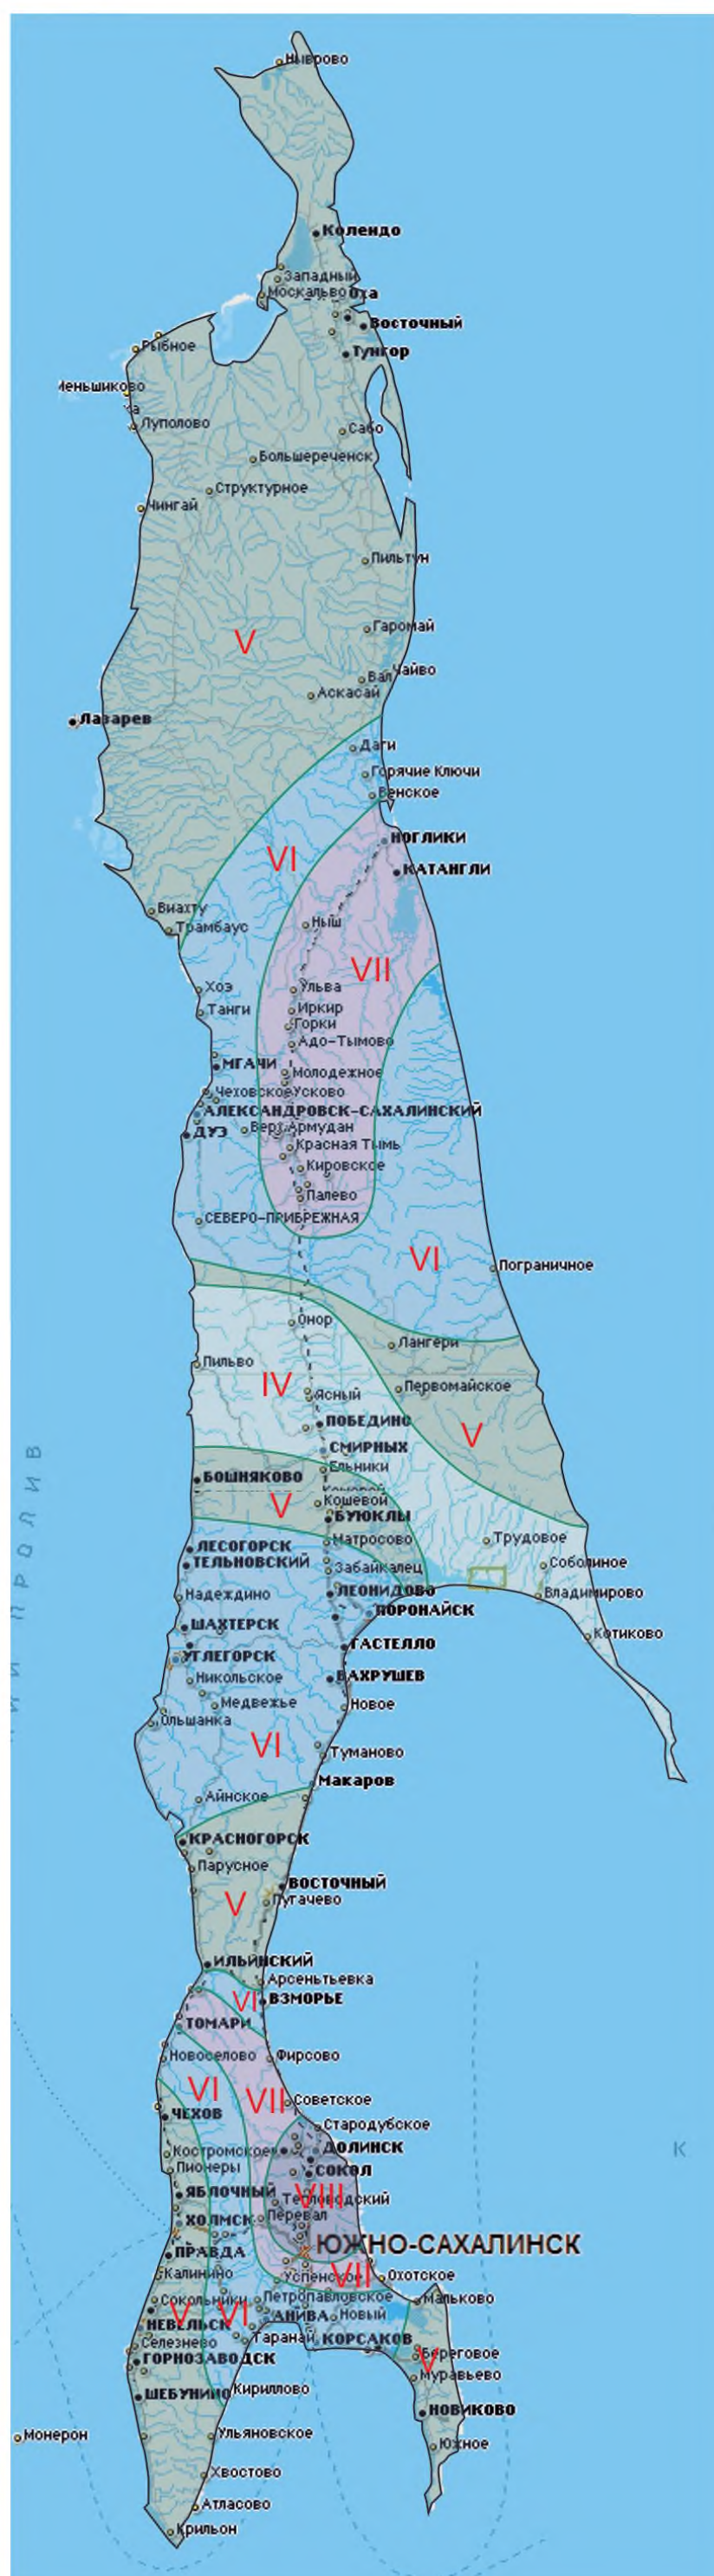 Ныврово
Колендо
Западный
Москальво
Оха
Восточный
Тунгор
Рыбное
Меньшиково
Луполово
Сабо
Большереченск
Структурное
Чингай
Пильтун
Гаромай
V
Чайво
Вал
Аскасай
Лазарев
Даги
Горячие Ключи
Венское
НОГЛИКИ
VI
КАТАНГЛИ
Виахту
Ныш
Трамбаус
VII
Хоэ
Ульва
Танги
Иркир
Горки
Адо-Тымово
МГАЧИ
Молодежное
Чеховское
Усково
АЛЕКСАНДРОВСК-САХАЛИНСКИЙ
Верх.Армудан
ДУЭ
Красная Тымь
Кировское
Палево
СЕВЕРО-ПРИБРЕЖНАЯ
VI
Пограничное
Онор
Лангери
Пильво
IV
Первомайское
Ясный
ПОБЕДИНО
V
СМИРНЫХ
Ельники
БОШНЯКОВО
V
Кошевой
БУЮКЛЫ
Матросово
Трудовое
ЛЕСОГОРСК
ТЕЛЬНОВСКИЙ
Соболиное
Забайкалец
Надеждино
ЛЕОНИДОВО
Владимирово
ПОРОНАЙСК
ШАХТЕРСК
Котиково
ГАСТЕЛЛО
УГЛЕГОРСК
Никольское
ВАХРУШЕВ
Медвежье
Новое
Ольшанка
VI
Туманово
Макаров
Айнское
КРАСНОГОРСК
Парусное
ВОСТОЧНЫЙ
V
Пугачево
ИЛЬИНСКИЙ
Арсеньтьевка
VI
ВЗМОРЬЕ
ТОМАРИ
Новоселово
Фирсово
VI
VII
Советское
ЧЕХОВ
Стародубское
Костромское
ДОЛИНСК
Пионеры
СОКОЛ
ЯБЛОЧНЫЙ
VIII
Тепловодский
ХОЛМСК
Перевал
ЮЖНО-САХАЛИНСК
ПРАВДА
Калинино
Успенское
VII
Охотское
Сокольники
Петропавловское
Мальково
V
VI
НЕВЕЛЬСК
АНИВА
Новый
Селезнево
Таранай
КОРСАКОВ
V
Береговое
ГОРНОЗАВОДСК
Муравьево
ШЕБУНИНО
Кириллово
НОВИКОВО
Монерон
Ульяновское
Южное
Хвостово
Атласово
Крильон
ПРОЛИВ
К